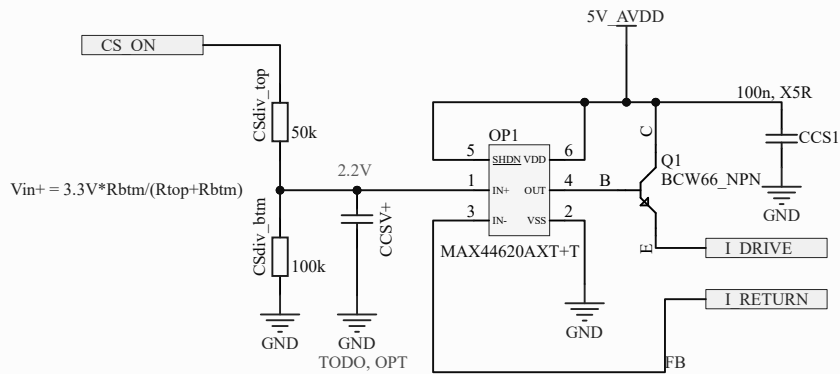 5V_AVDD
CS_ON
CSdiv_top
50k
100n, X5R
CCS1
GND
OP1
5
SHDN
VDD
6
C
Q1
BCW66_NPN
2.2V
Vin+ = 3.3V*Rbtm/(Rtop+Rbtm)
1
IN+
OUT
4
B
3
IN-
VSS
2
MAX44620AXT+T
E
I_DRIVE
CSdiv_btm
100k
CCSV+
I_RETURN
GND
GND
GND
TODO, OPT
FB